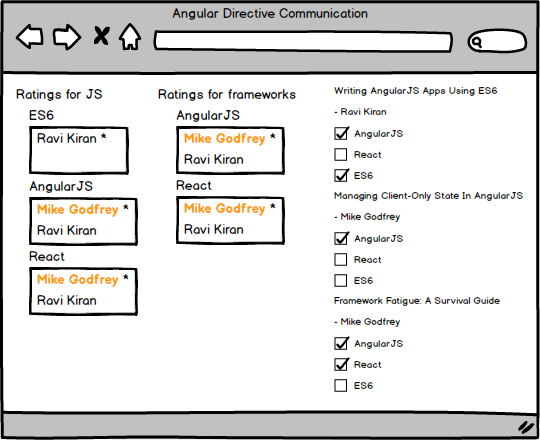 Angular Directive Communication
Ratings for JS
ES6
Ravi Kiran *
AngularJS
Mike Godfrey *
Ravi Kiran
React
Mike Godfrey *
Ravi Kiran
Ratings for frameworks
AngularJS
Mike Godfrey *
Ravi Kiran
React
Mike Godfrey *
Ravi Kiran
Writing AngularJS Apps Using ES6
- Ravi Kiran
AngularJS
React
ES6
Managing Client-Only State In AngularJS
- Mike Godfrey
AngularJS
React
ES6
Framework Fatigue: A Survival Guide
- Mike Godfrey
AngularJS
React
ES6